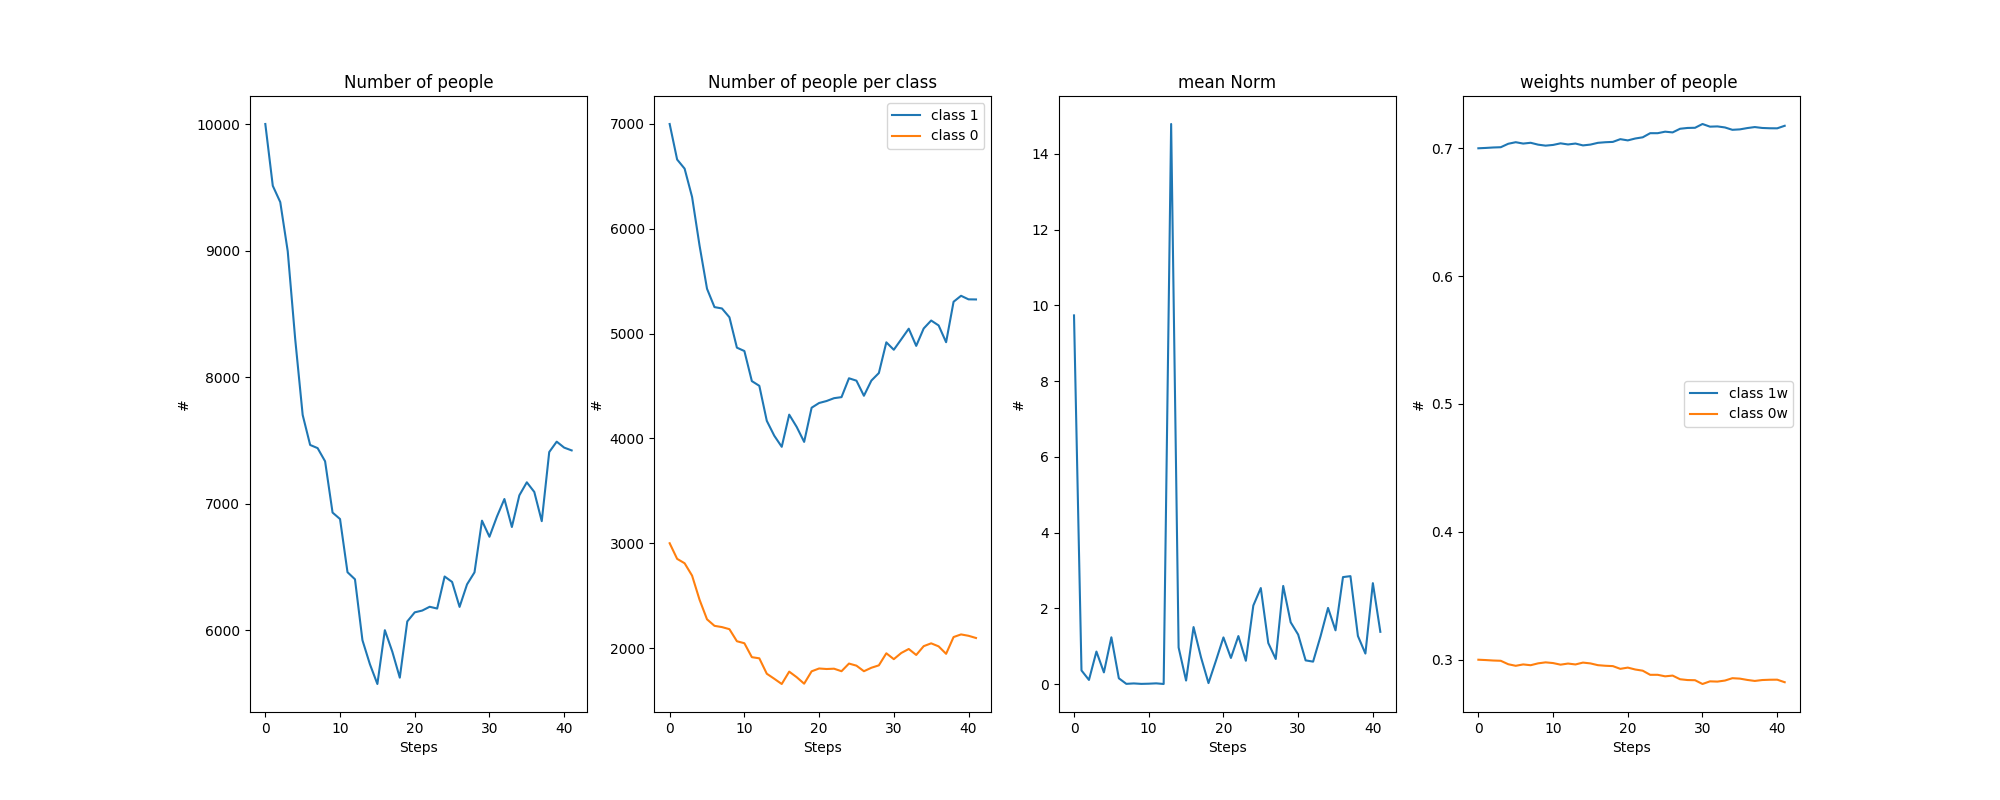 Number of people
10000
9000
8000
7000
6000
#
0 10 20 30 40
Steps
Number of people per class
class 1
class 0
7000
6000
5000
4000
3000
2000
#
0 10 20 30 40
Steps
mean Norm
14
12
10
8
6
4
2
0
#
0 10 20 30 40
Steps
weights number of people
0.7
0.6
0.5
0.4
0.3
#
class 1w
class 0w
0 10 20 30 40
Steps